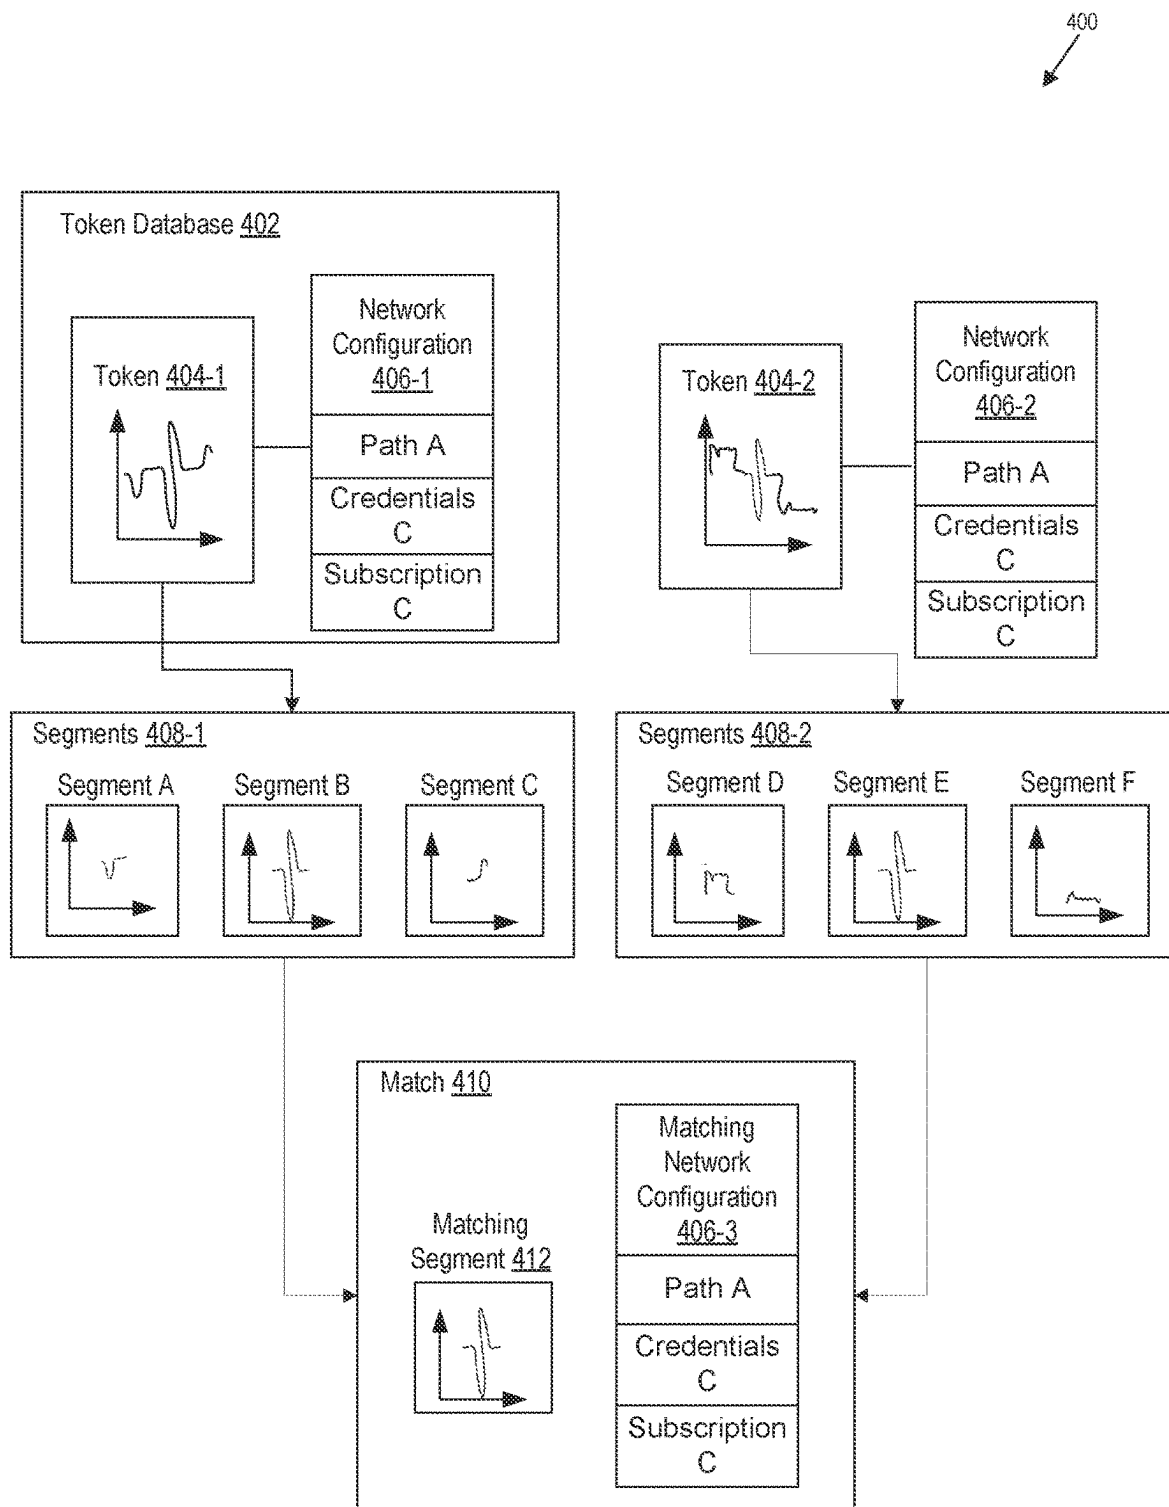 400
Token Database 402
Token 404-1
Network
Configuration
406-1
Path A
Credentials
C
Subscription
C
Token 404-2
Network
Configuration
406-2
Path A
Credentials
C
Subscription
C
Segments 408-1
Segment A
Segment B
Segment C
Segments 408-2
Segment D
Segment E
Segment F
Match 410
Matching
Segment 412
Matching
Network
Configuration
406-3
Path A
Credentials
C
Subscription
C